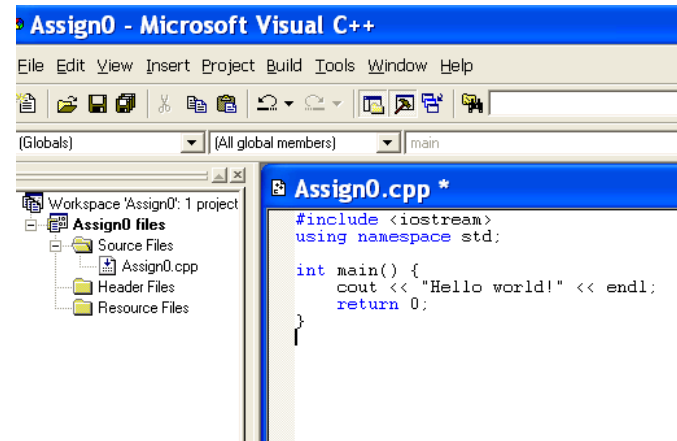 Assign0 - Microsoft Visual C++
File Edit View Insert Project Build Tools Window Help
(Globals) (All global members) main
Workspace 'Assign0': 1 project
Assign0 files
Source Files
Assign0.cpp
Header Files
Resource Files
Assign0.cpp *
#include <iostream>
using namespace std;
int main() {
cout << "Hello world!" << endl;
return 0;
}